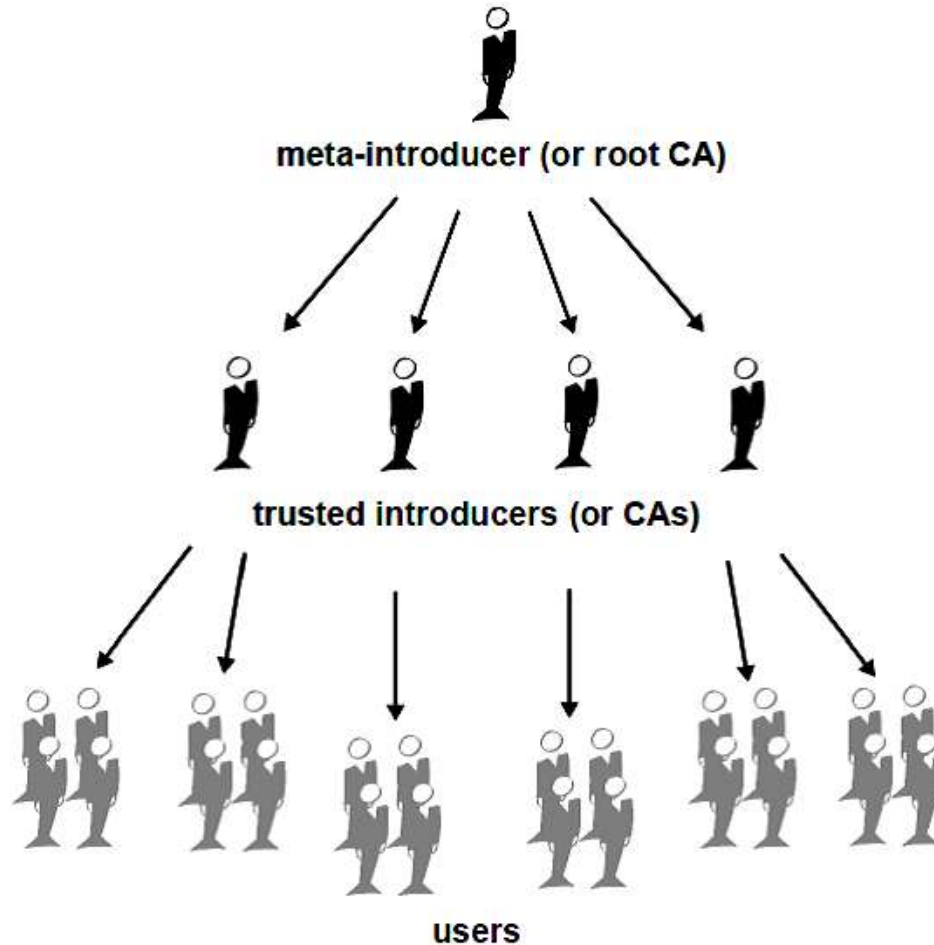 meta-introducer (or root CA)
trusted introducers (or CAs)
users